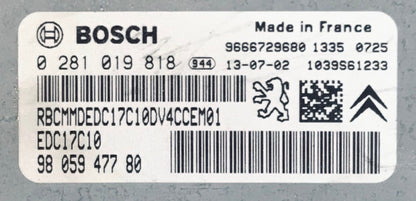 BOSCH
Made in France
9666729680 1335 0725
0 281 019 818 944 13-07-02 1039S61233
RBCMMDEDC17C10DV4CCEM01
EDC17C10
98 059 477 80